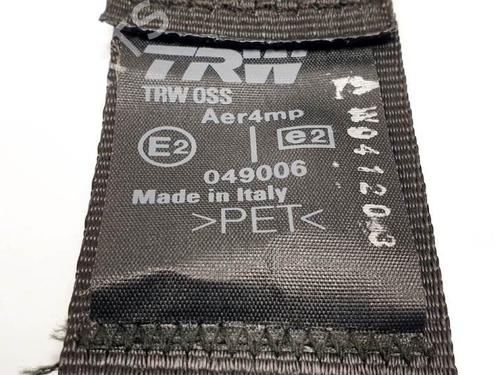 TRW
TRW OSS
Aer4mp
E2 e2
049006
Made in Italy
>PET<
W041203